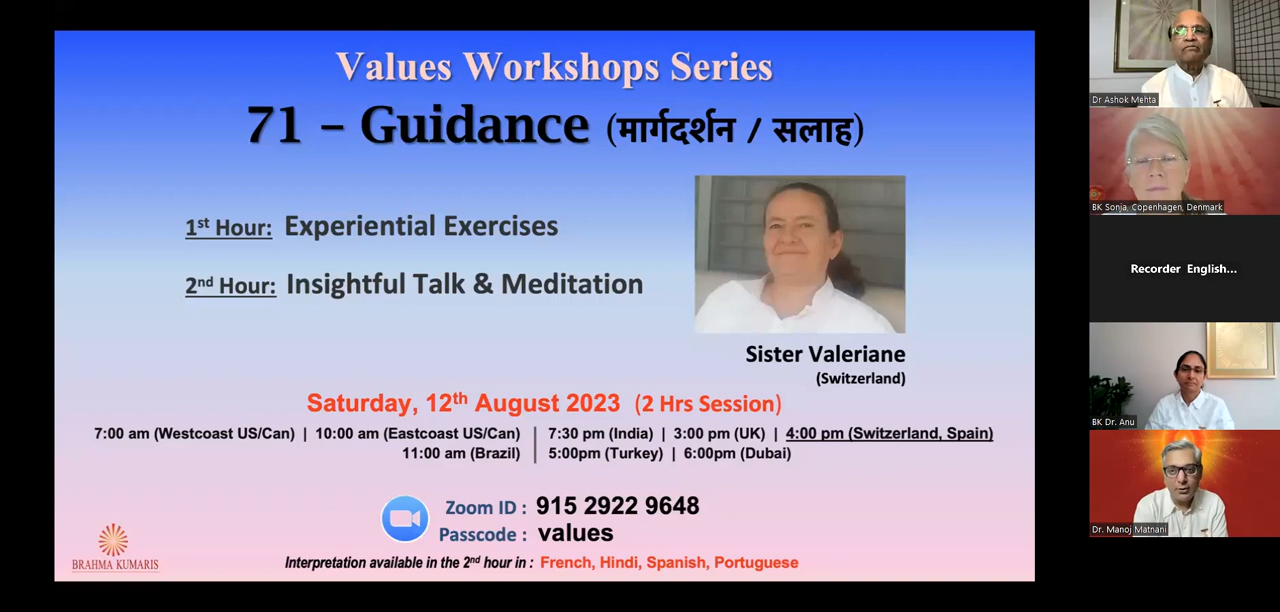 Values Workshops Series
71 – Guidance (मार्गदर्शन / सलाह)
1st Hour: Experiential Exercises
2nd Hour: Insightful Talk & Meditation
Sister Valeriane
(Switzerland)
Saturday, 12th August 2023 (2 Hrs Session)
7:00 am (Westcoast US/Can) | 10:00 am (Eastcoast US/Can) | 7:30 pm (India) | 3:00 pm (UK) | 4:00 pm (Switzerland, Spain)
11:00 am (Brazil) | 5:00pm (Turkey) | 6:00pm (Dubai)
Zoom ID : 915 2922 9648
Passcode : values
BRAHMA KUMARIS
Interpretation available in the 2nd hour in : French, Hindi, Spanish, Portuguese
Dr Ashok Mehta
BK Sonja, Copenhagen, Denmark
Recorder English...
BK Dr. Anu
Dr. Manoj Matnani